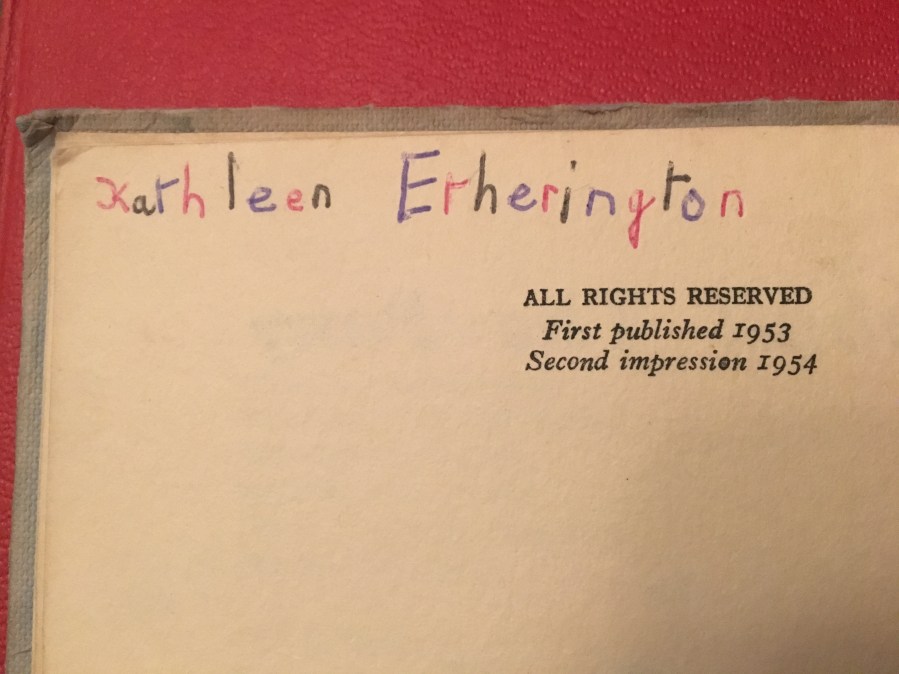 Kathleen Etherington
ALL RIGHTS RESERVED
First published 1953
Second impression 1954